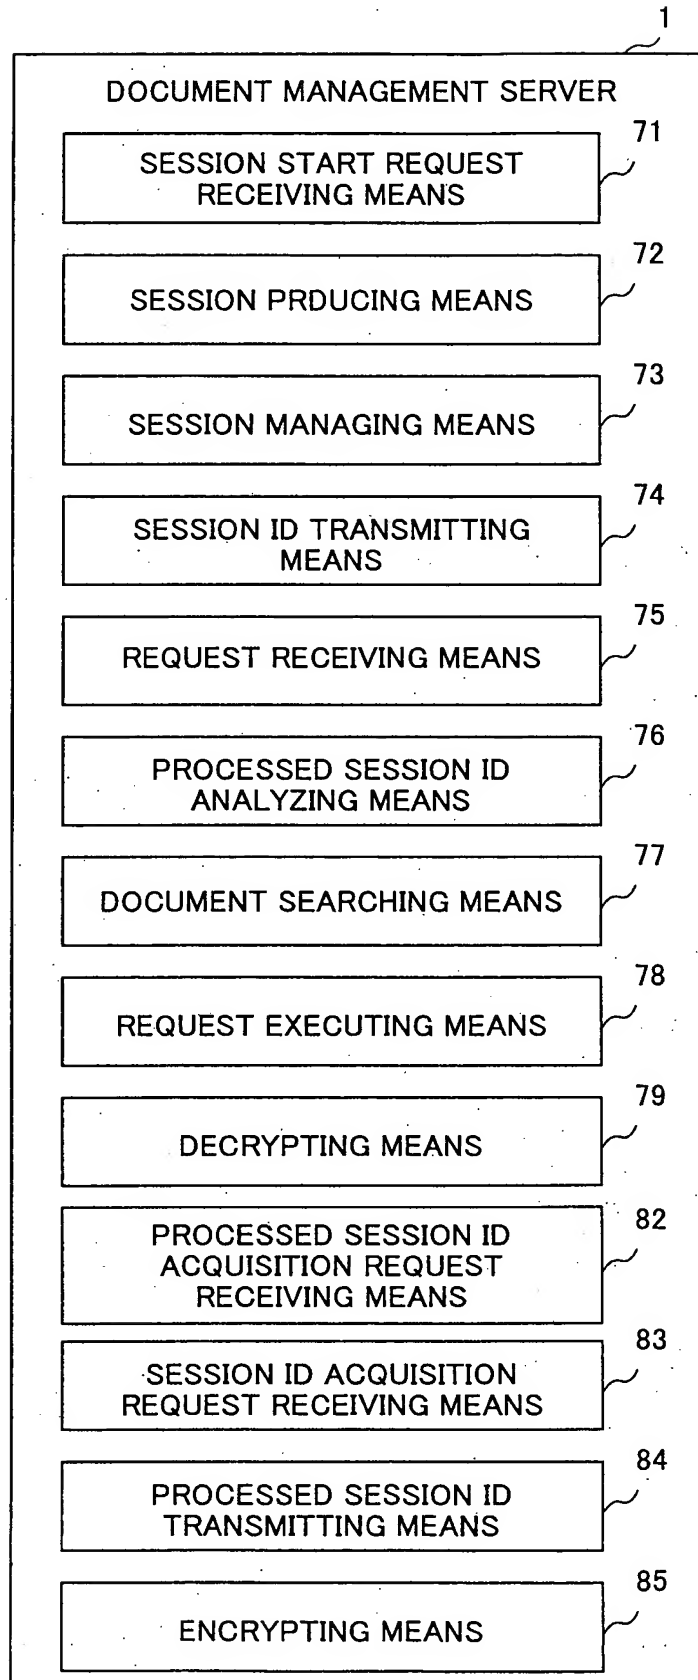 1
DOCUMENT MANAGEMENT SERVER
71
SESSION START REQUEST
RECEIVING MEANS
72
SESSION PRDUCING MEANS
73
SESSION MANAGING MEANS
74
SESSION ID TRANSMITTING
MEANS
75
REQUEST RECEIVING MEANS
76
PROCESSED SESSION ID
ANALYZING MEANS
77
DOCUMENT SEARCHING MEANS
78
REQUEST EXECUTING MEANS
79
DECRYPTING MEANS
82
PROCESSED SESSION ID
ACQUISITION REQUEST
RECEIVING MEANS
83
SESSION ID ACQUISITION
REQUEST RECEIVING MEANS
84
PROCESSED SESSION ID
TRANSMITTING MEANS
85
ENCRYPTING MEANS